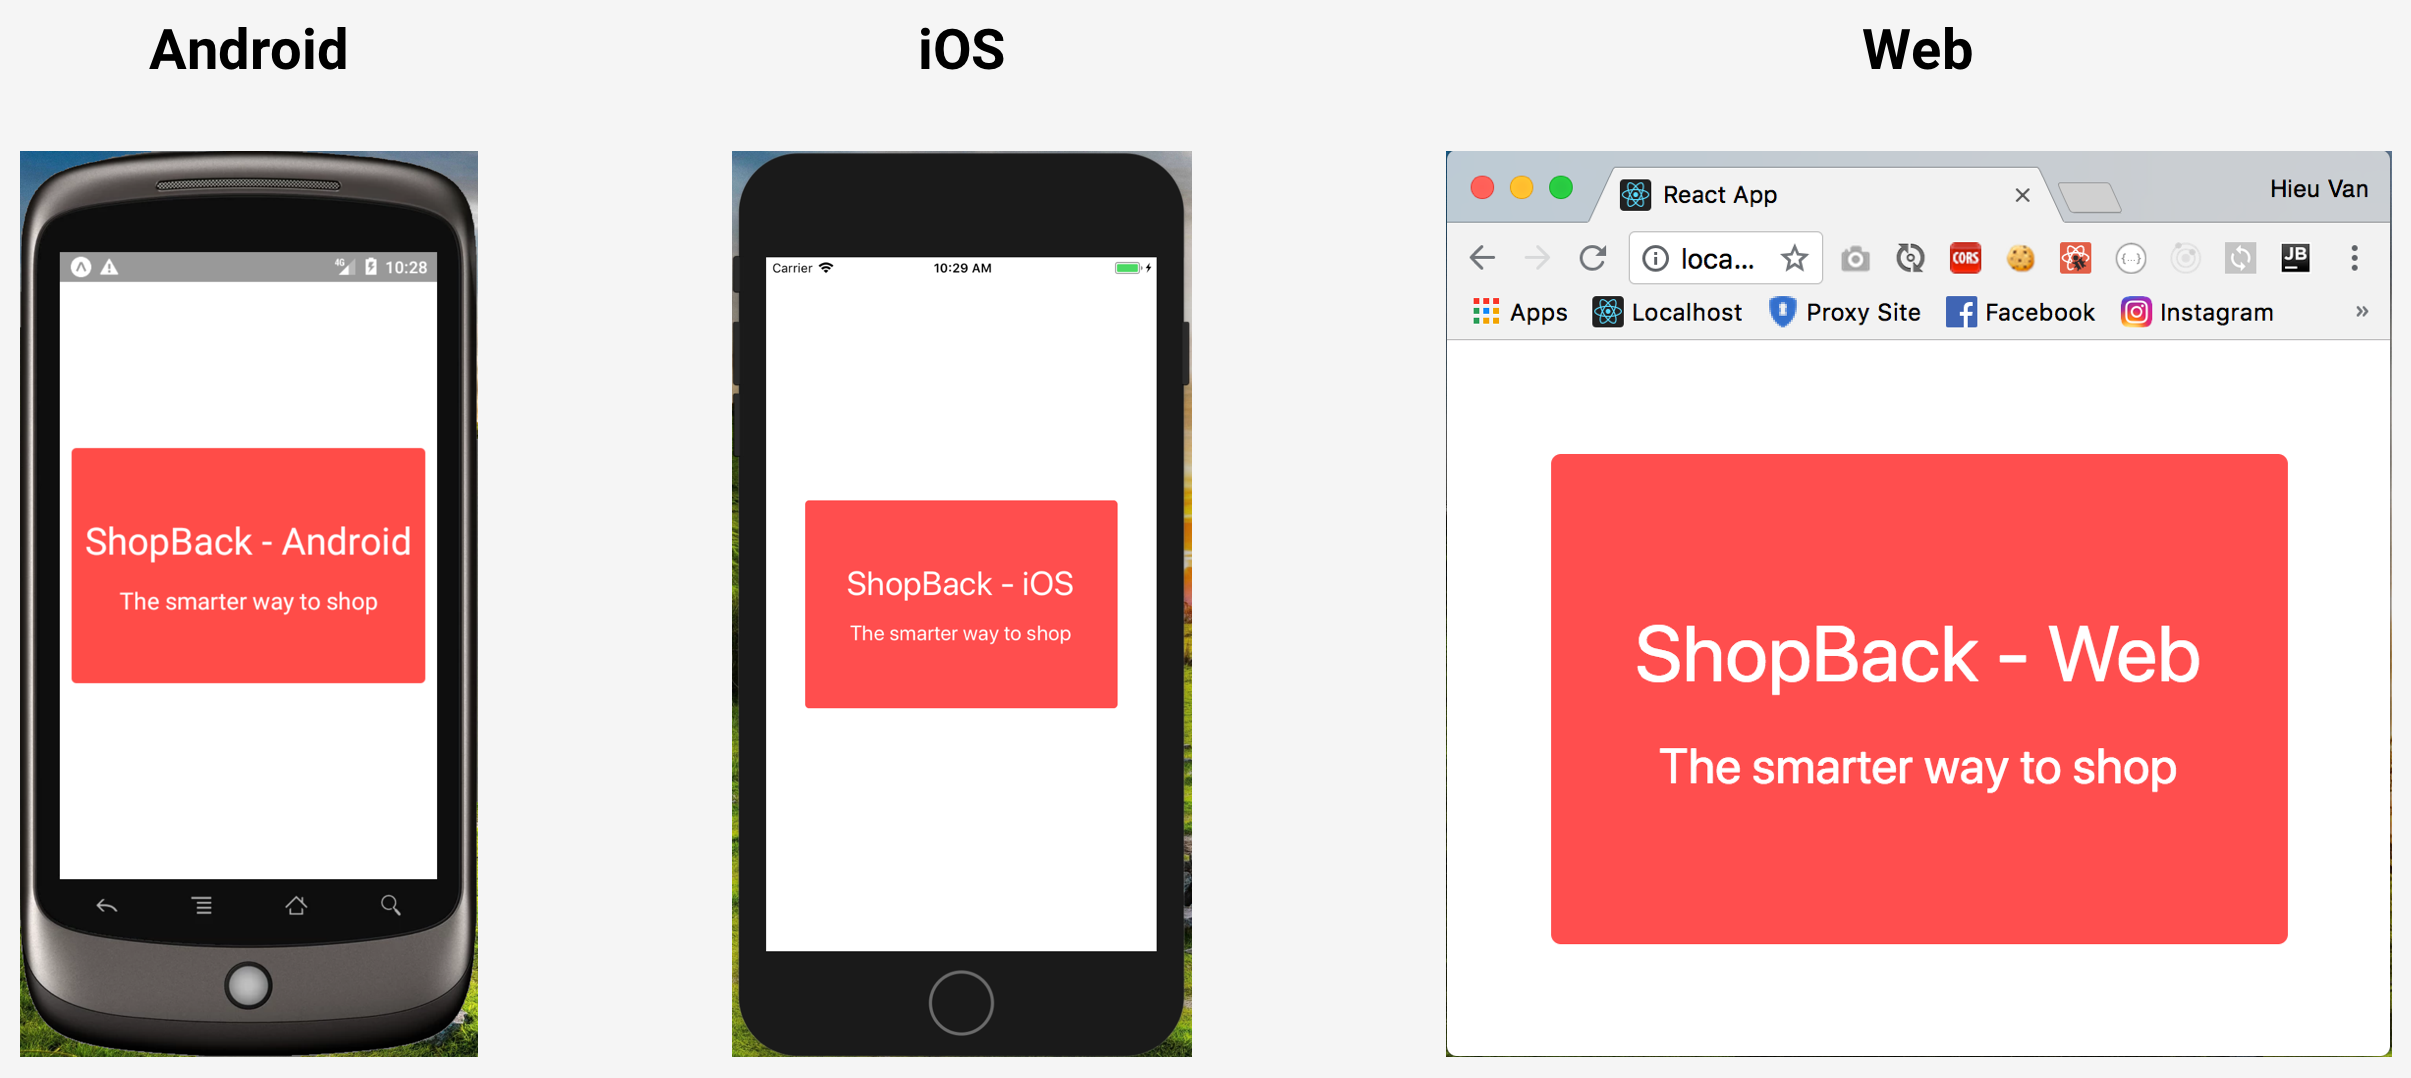 Android
iOS
Web
4G 10:28
ShopBack - Android
The smarter way to shop
Carrier 10:29 AM
ShopBack - iOS
The smarter way to shop
React App
Hieu Van
loca...
CORS
{...}
JB
Apps
Localhost
Proxy Site
Facebook
Instagram
»
ShopBack - Web
The smarter way to shop